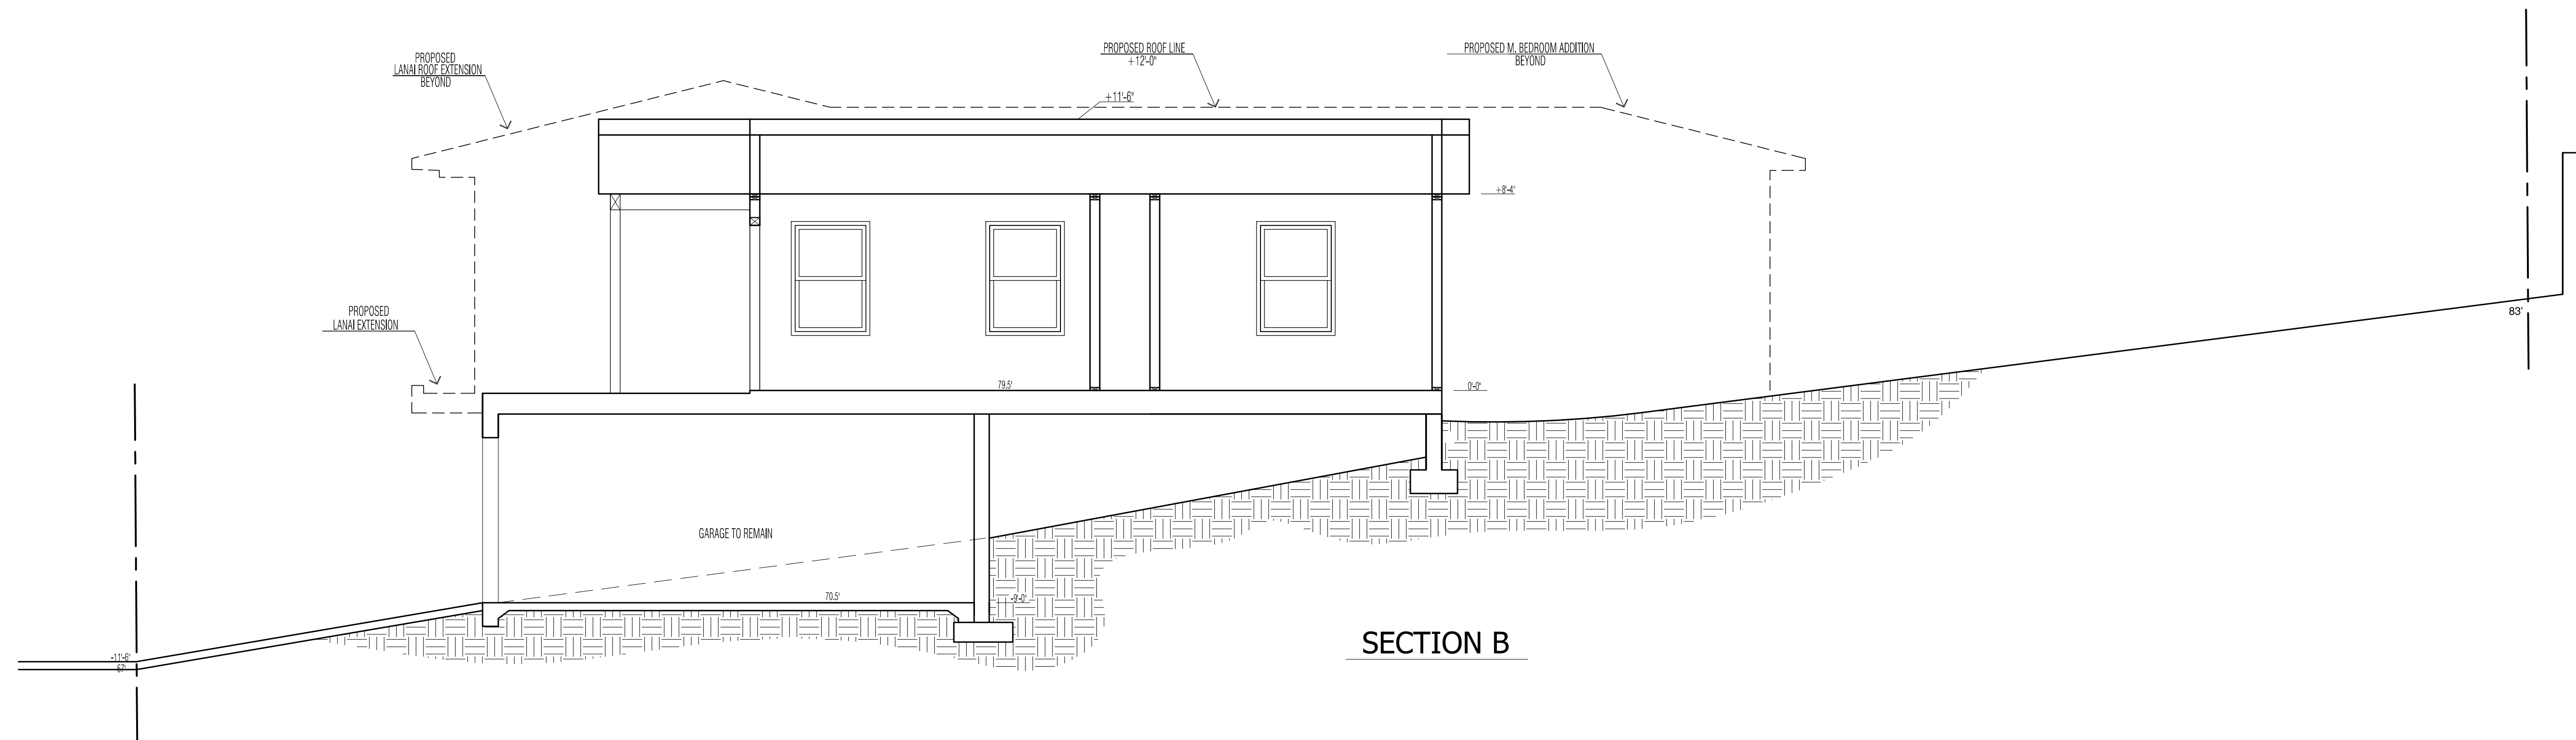 PROPOSED
LANAI ROOF EXTENSION
BEYOND
PROPOSED ROOF LINE
+12'-0"
PROPOSED M. BEDROOM ADDITION
BEYOND
+11'-6"
+8'-4"
PROPOSED
LANAI EXTENSION
83'
79.5'
0'-0"
GARAGE TO REMAIN
70.5'
-9'-0"
-11'-6"
67'
SECTION B